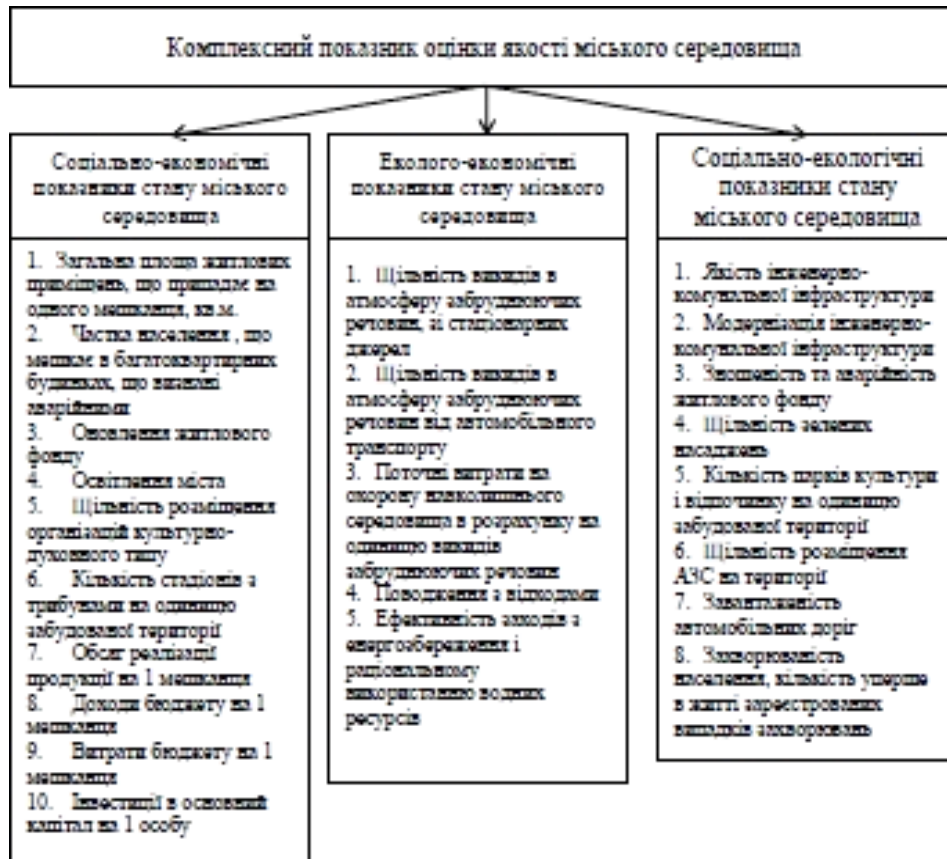 Комплексний показник оцінки якості міського середовища
Соціально-економічні
показники стану міського
середовища
1. Загальна площа житлових
приміщень, що припадає на
одного мешканця, кв.м.
2. Частка населення , що
мешкає в багатоквартирних
будинках, що визнані
аварійними
3. Оновлення житлового
фонду
4. Освітлення міста
5. Щільність розміщення
організацій культурно-
духовного типу
6. Кількість стадіонів з
трибунами на одиницю
забудованої території
7. Обсяг реалізації
продукції на 1 мешканця
8. Доходи бюджету на 1
мешканця
9. Витрати бюджету на 1
мешканця
10. Інвестиції в основний
капітал на 1 особу
Еколого-економічні
показники стану міського
середовища
1. Щільність викидів в
атмосферу забруднюючих
речовин, зі стаціонарних
джерел
2. Щільність викидів в
атмосферу забруднюючих
речовин від автомобільного
транспорту
3. Поточні витрати на
охорону навколишнього
середовища в розрахунку на
одиницю викидів
забруднюючих речовин
4. Поводження з відходами
5. Ефективність заходів з
енергозбереження і
раціональному
використанню водних
ресурсів
Соціально-екологічні
показники стану
міського середовища
1. Якість інженерно-
комунальної інфраструктури
2. Модернізація інженерно-
комунальної інфраструктури
3. Зношеність та аварійність
житлового фонду
4. Щільність зелених
насаджень
5. Кількість парків культури
і відпочинку на одиницю
забудованої території
6. Щільність розміщення
АЗС на території
7. Завантаженість
автомобільних доріг
8. Захворюваність
населення, кількість уперше
в житті зареєстрованих
випадків захворювань